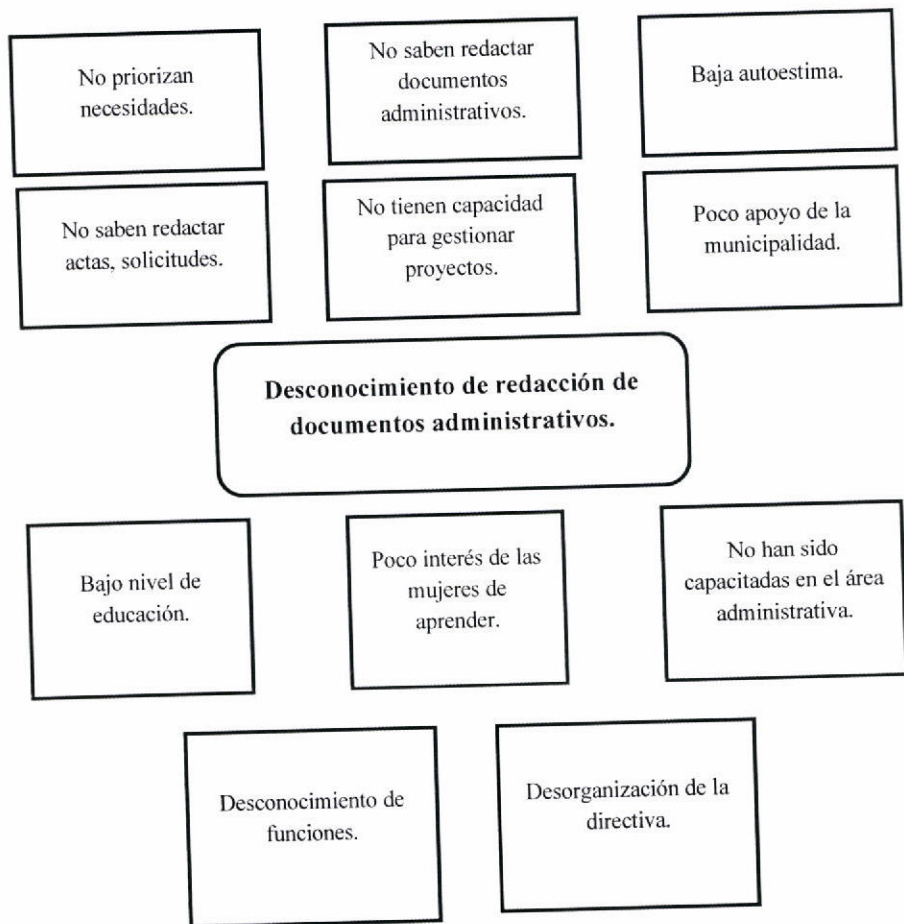 No priorizan
necesidades.
No saben redactar
documentos
administrativos.
Baja autoestima.
No saben redactar
actas, solicitudes.
No tienen capacidad
para gestionar
proyectos.
Poco apoyo de la
municipalidad.
Desconocimiento de redacción de
documentos administrativos.
Bajo nivel de
educación.
Poco interés de las
mujeres de
aprender.
No han sido
capacitadas en el área
administrativa.
Desconocimiento de
funciones.
Desorganización de la
directiva.